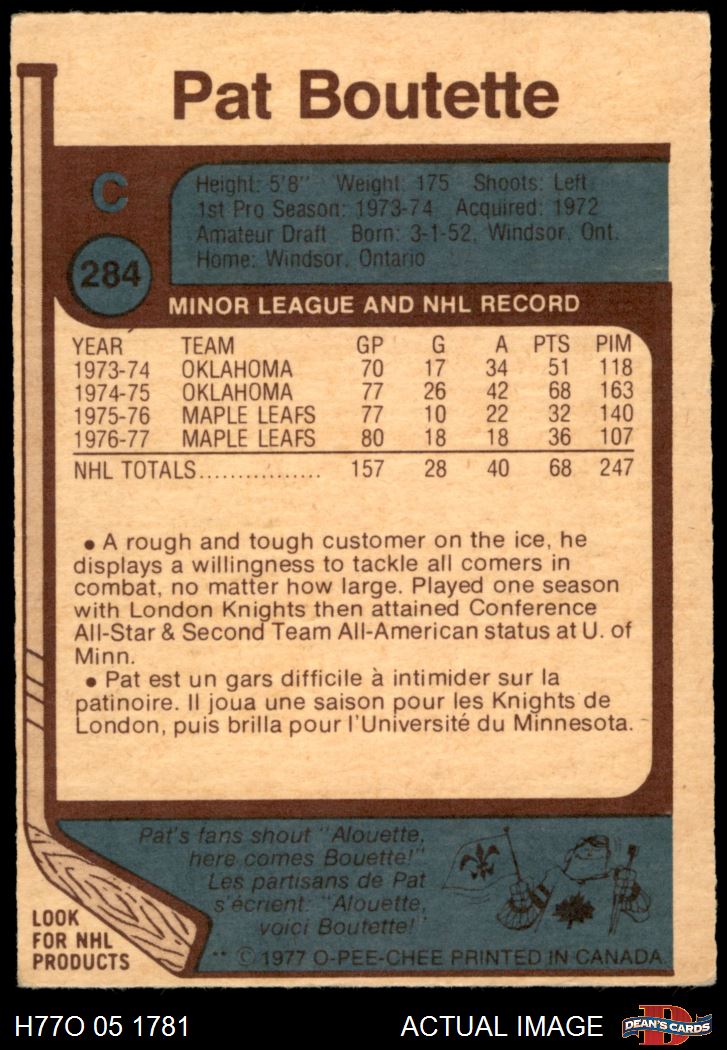 Pat Boutette
C
284
Height: 5'8" Weight: 175 Shoots: Left
1st Pro Season: 1973-74 Acquired: 1972
Amateur Draft Born: 3-1-52, Windsor, Ont.
Home: Windsor, Ontario
MINOR LEAGUE AND NHL RECORD
YEAR TEAM GP G A PTS PIM
1973-74 OKLAHOMA 70 17 34 51 118
1974-75 OKLAHOMA 77 26 42 68 163
1975-76 MAPLE LEAFS 77 10 22 32 140
1976-77 MAPLE LEAFS 80 18 18 36 107
NHL TOTALS................ 157 28 40 68 247
• A rough and tough customer on the ice, he
displays a willingness to tackle all comers in
combat, no matter how large. Played one season
with London Knights then attained Conference
All-Star & Second Team All-American status at U. of
Minn.
• Pat est un gars difficile à intimider sur la
patinoire. Il joua une saison pour les Knights de
London, puis brilla pour l'Université du Minnesota.
Pat's fans shout "Alouette,
here comes Bouette!"
Les partisans de Pat
s'écrient: "Alouette,
voici Boutette!"
LOOK
FOR NHL
PRODUCTS
** © 1977 O-PEE-CHEE PRINTED IN CANADA.
H77O 05 1781 ACTUAL IMAGE
D
DEAN'S CARDS